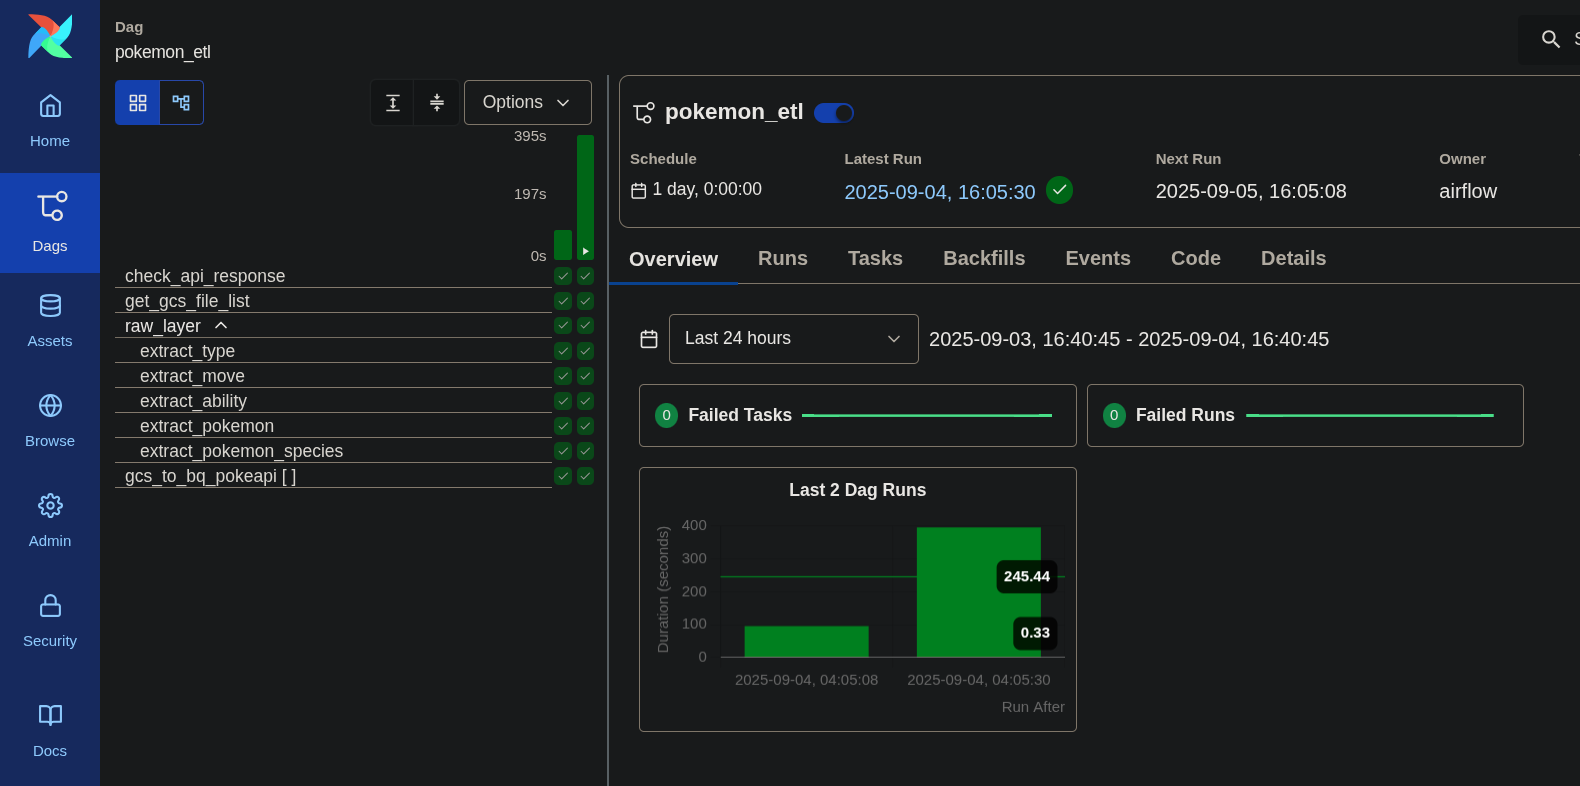 Dag
pokemon_etl
Home
Dags
Assets
Browse
Admin
Security
Docs
Options
395s
197s
0s
check_api_response
get_gcs_file_list
raw_layer
extract_type
extract_move
extract_ability
extract_pokemon
extract_pokemon_species
gcs_to_bq_pokeapi [ ]
pokemon_etl
Schedule Latest Run Next Run Owner
1 day, 0:00:00 2025-09-04, 16:05:30 2025-09-05, 16:05:08 airflow
Overview Runs Tasks Backfills Events Code Details
Last 24 hours 2025-09-03, 16:40:45 - 2025-09-04, 16:40:45
0 Failed Tasks 0 Failed Runs
Last 2 Dag Runs
Duration (seconds)
400
300
200
100
0
245.44
0.33
2025-09-04, 04:05:08 2025-09-04, 04:05:30
Run After